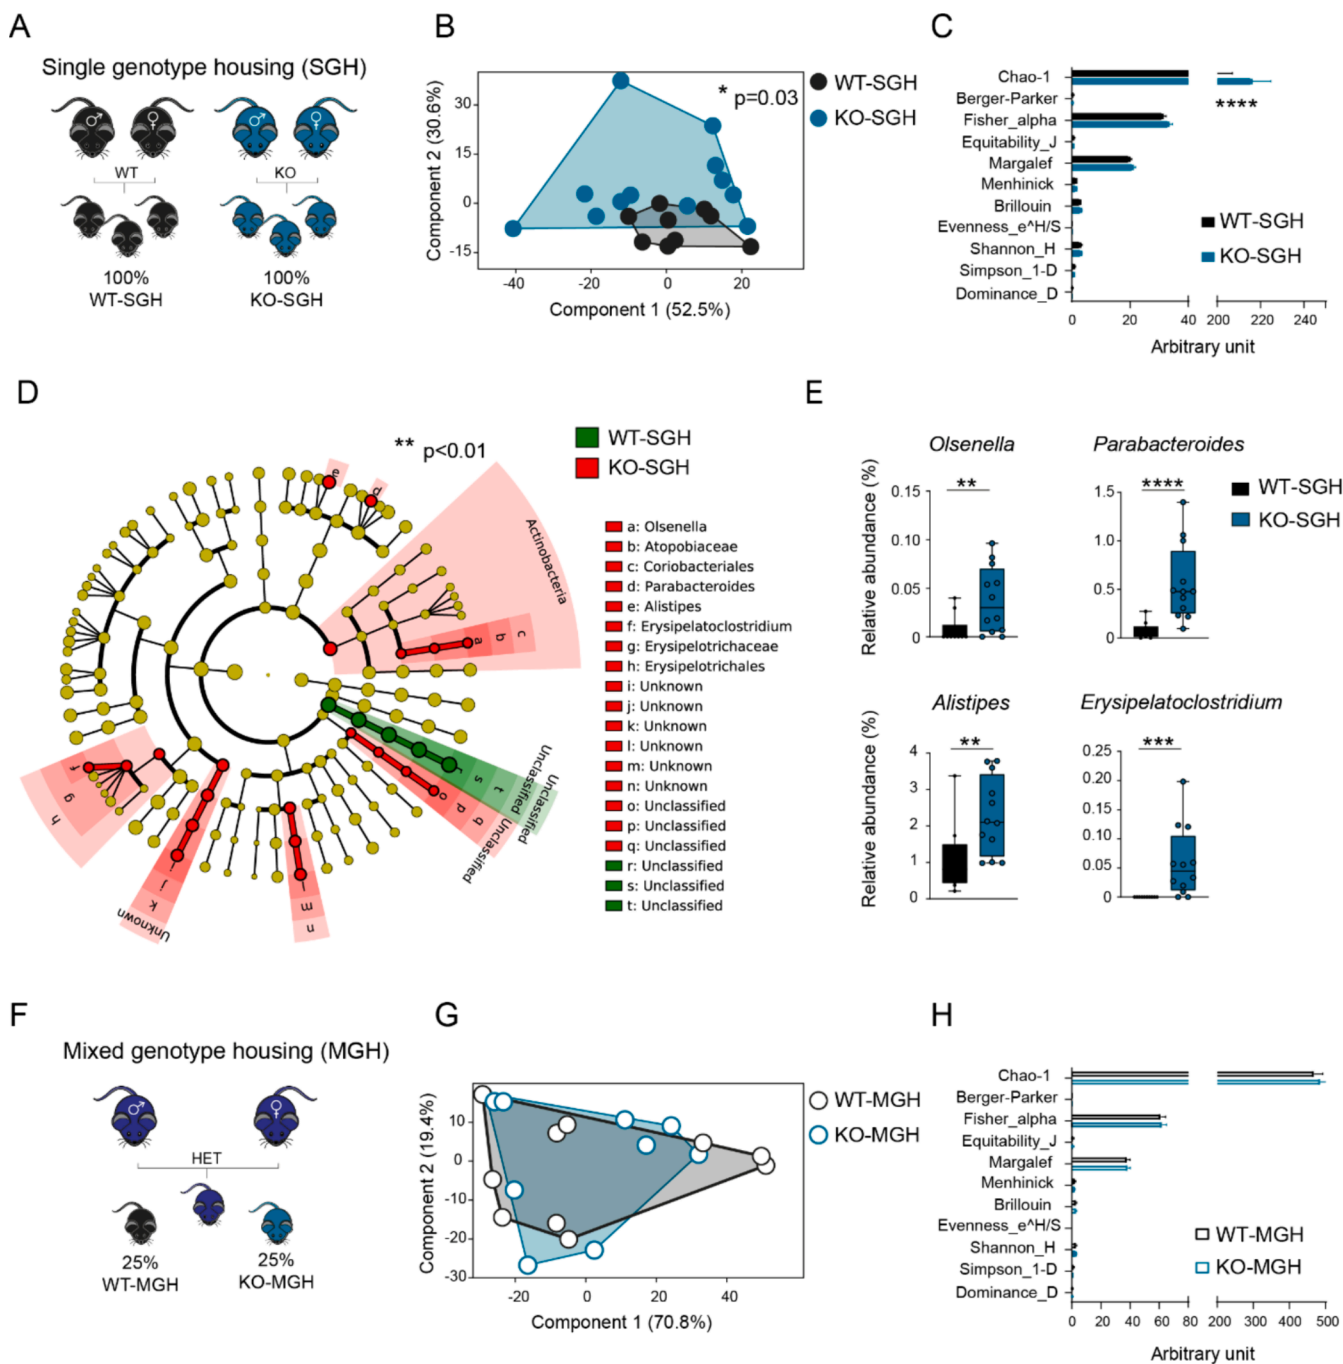 A
Single genotype housing (SGH)
♂ ♀ ♂ ♀
WT KO
100% 100%
WT-SGH KO-SGH
B
Component 2 (30.6%)
30
15
0
-15
-40 -20 0 20
Component 1 (52.5%)
* p=0.03
WT-SGH
KO-SGH
C
Chao-1
Berger-Parker
Fisher_alpha
Equitability_J
Margalef
Menhinick
Brillouin
Evenness_e^H/S
Shannon_H
Simpson_1-D
Dominance_D
****
WT-SGH
KO-SGH
0 20 40 200 220 240
Arbitrary unit
D
** p<0.01
WT-SGH
KO-SGH
e
d
Actinobacteria
a b c
r s t
Unclassified
Unclassified
o p q
Unclassified
Unclassified
f g h
i j k
Unknown
l m n
a: Olsenella
b: Atopobiaceae
c: Coriobacteriales
d: Parabacteroides
e: Alistipes
f: Erysipelatoclostridium
g: Erysipelotrichaceae
h: Erysipelotrichales
i: Unknown
j: Unknown
k: Unknown
l: Unknown
m: Unknown
n: Unknown
o: Unclassified
p: Unclassified
q: Unclassified
r: Unclassified
s: Unclassified
t: Unclassified
E
Olsenella
Relative abundance (%)
0.15
0.10
0.05
0
**
Parabacteroides
1.5
1.0
0.5
0
****
WT-SGH
KO-SGH
Alistipes
Relative abundance (%)
4
3
2
1
0
**
Erysipelatoclostridium
0.25
0.20
0.15
0.10
0.05
0
***
F
Mixed genotype housing (MGH)
♂ ♀
HET
25% 25%
WT-MGH KO-MGH
G
Component 2 (19.4%)
10
0
-10
-20
-30
-20 0 20 40
Component 1 (70.8%)
WT-MGH
KO-MGH
H
Chao-1
Berger-Parker
Fisher_alpha
Equitability_J
Margalef
Menhinick
Brillouin
Evenness_e^H/S
Shannon_H
Simpson_1-D
Dominance_D
WT-MGH
KO-MGH
0 20 40 60 80 200 300 400 500
Arbitrary unit